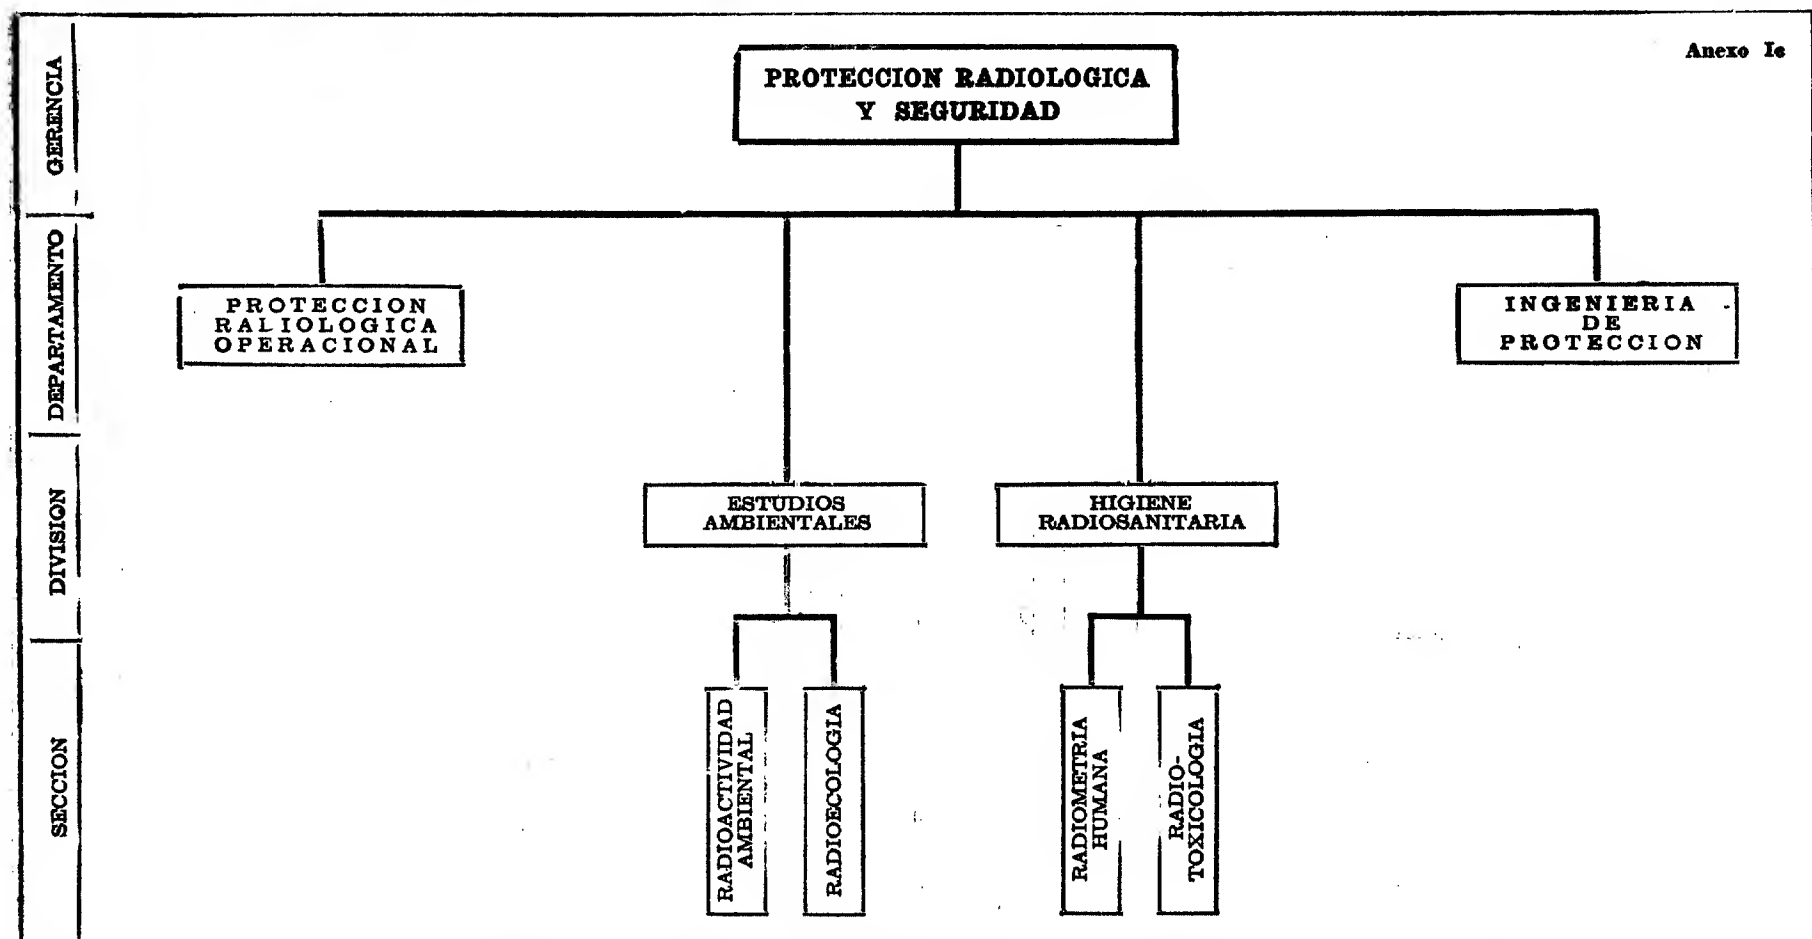 Anexo Ie
GERENCIA
PROTECCION RADIOLOGICA
Y SEGURIDAD
DEPARTAMENTO
PROTECCION
RALIOLOGICA
OPERACIONAL
INGENIERIA
DE
PROTECCION
DIVISION
ESTUDIOS
AMBIENTALES
HIGIENE
RADIOSANITARIA
SECCION
RADIOACTIVIDAD
AMBIENTAL
RADIOECOLOGIA
RADIOMETRIA
HUMANA
RADIO-
TOXICOLOGIA